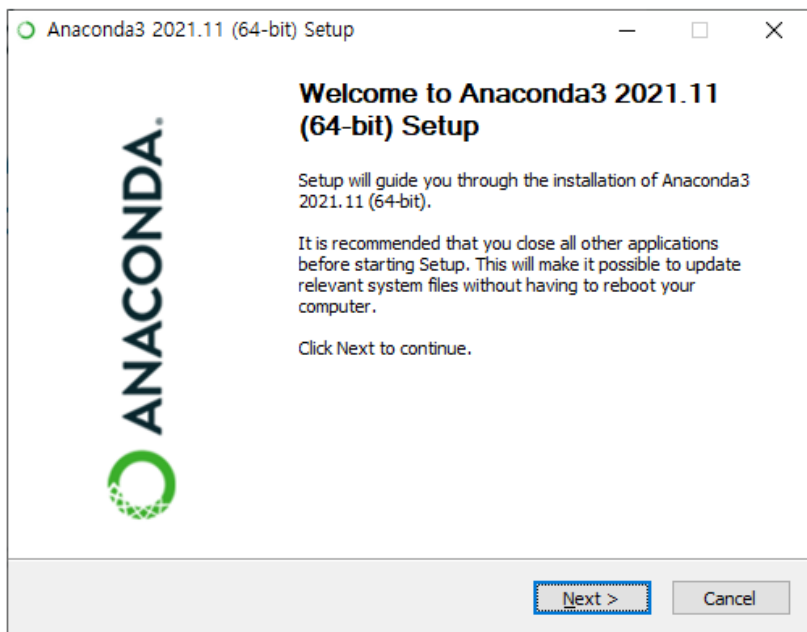 Anaconda3 2021.11 (64-bit) Setup
Welcome to Anaconda3 2021.11
(64-bit) Setup
Setup will guide you through the installation of Anaconda3
2021.11 (64-bit).
It is recommended that you close all other applications
before starting Setup. This will make it possible to update
relevant system files without having to reboot your
computer.
Click Next to continue.
ANACONDA.
Next >
Cancel